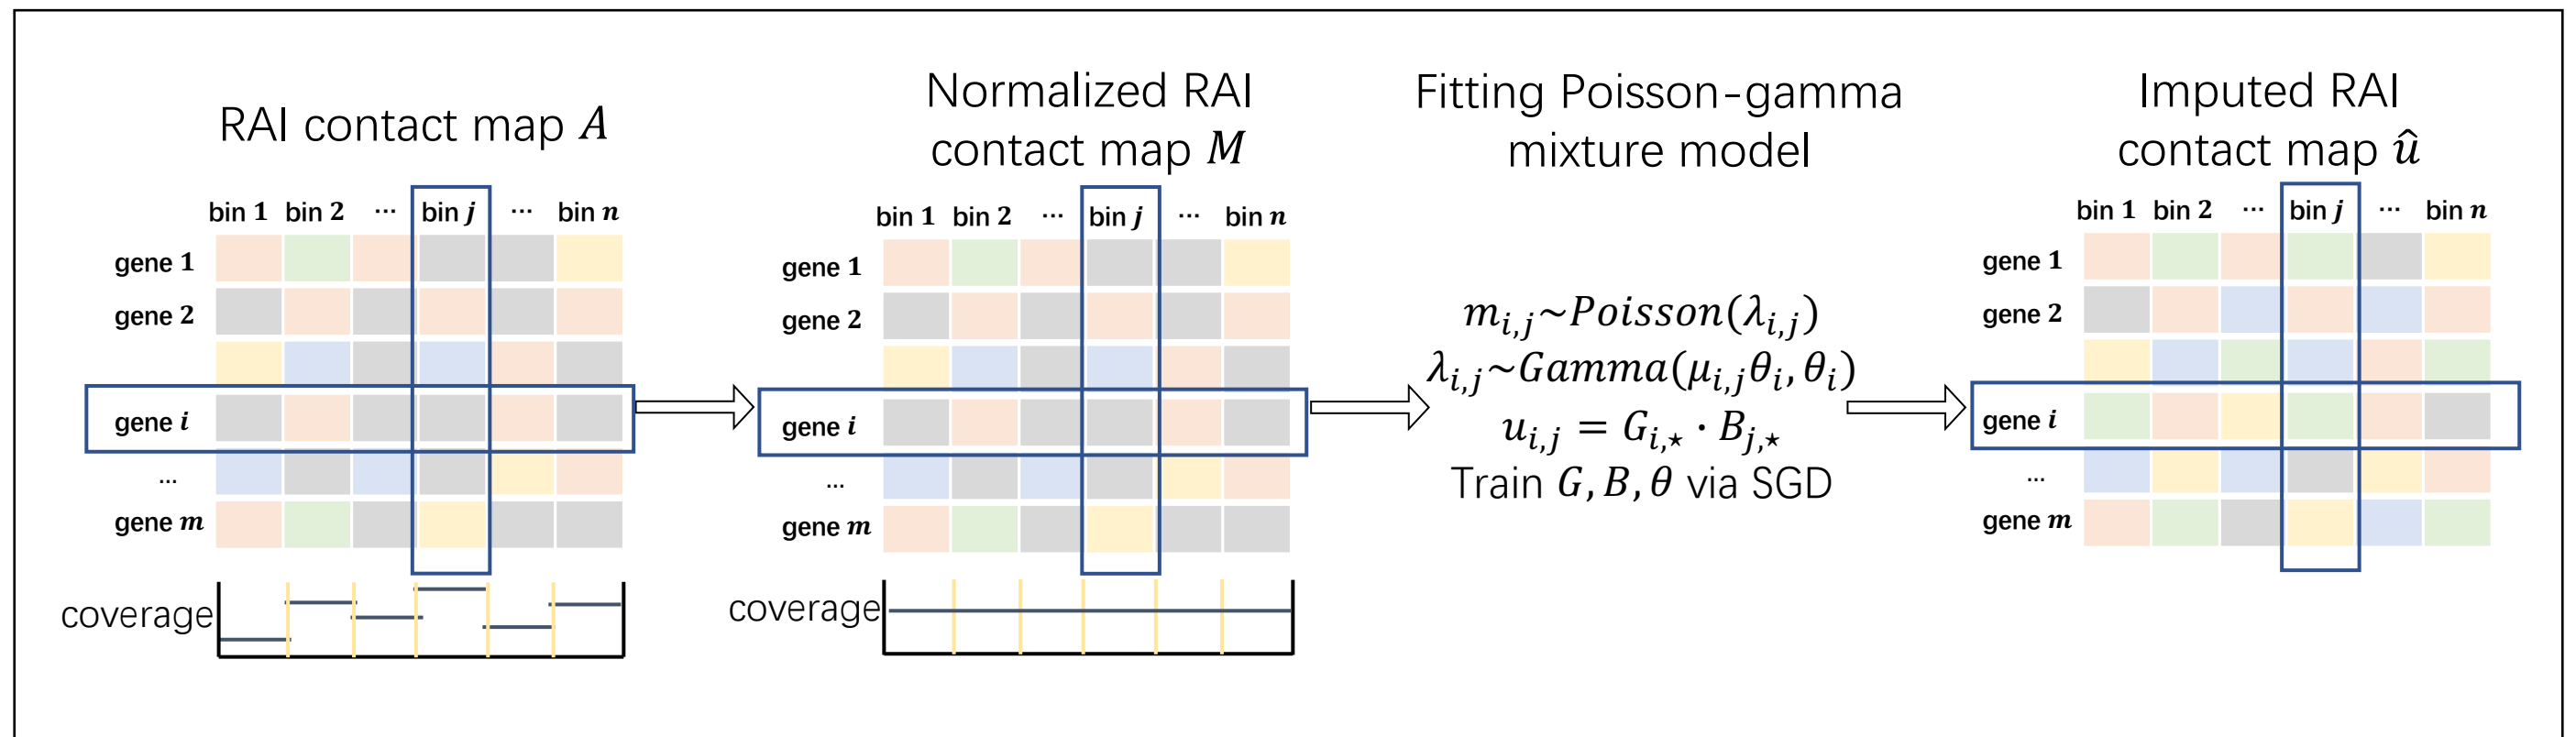 RAI contact map A
bin 1 bin 2 ... bin j ... bin n
gene 1
gene 2
gene i
...
gene m
coverage
Normalized RAI
contact map M
bin 1 bin 2 ... bin j ... bin n
gene 1
gene 2
gene i
...
gene m
coverage
Fitting Poisson-gamma
mixture model
m_{i,j}~Poisson(λ_{i,j})
λ_{i,j}~Gamma(μ_{i,j}θ_i, θ_i)
u_{i,j} = G_{i,⋆} · B_{j,⋆}
Train G, B, θ via SGD
Imputed RAI
contact map û
bin 1 bin 2 ... bin j ... bin n
gene 1
gene 2
gene i
...
gene m